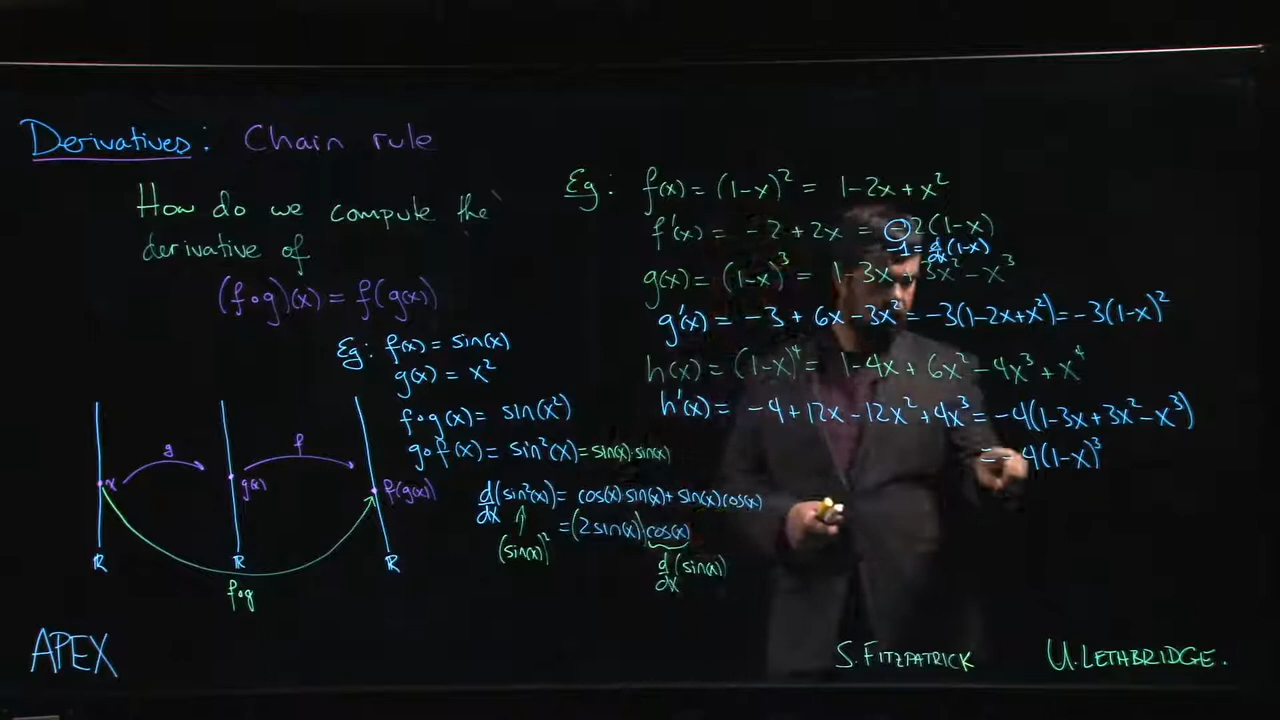 Derivatives: Chain rule
How do we compute the
derivative of
(f∘g)(x) = f(g(x))
Eg: f(x) = sin(x)
g(x) = x²
f∘g(x) = sin(x²)
g∘f(x) = sin²(x) = sin(x)·sin(x)
d/dx(sin²(x)) = cos(x)·sin(x) + sin(x)cos(x)
= (2sin(x))cos(x)
(sin(x))²
d/dx(sin(x))
g
f
x
g(x)
f(g(x))
ℝ
ℝ
ℝ
f∘g
Eg: f(x) = (1-x)² = 1-2x+x²
f'(x) = -2+2x = -2(1-x)
-1 = d/dx(1-x)
g(x) = (1-x)³ = 1-3x+3x²-x³
g'(x) = -3+6x-3x² = -3(1-2x+x²) = -3(1-x)²
h(x) = (1-x)⁴ = 1-4x+6x²-4x³+x⁴
h'(x) = -4+12x-12x²+4x³ = -4(1-3x+3x²-x³)
= -4(1-x)³
APEX
S. FITZPATRICK
U. LETHBRIDGE.